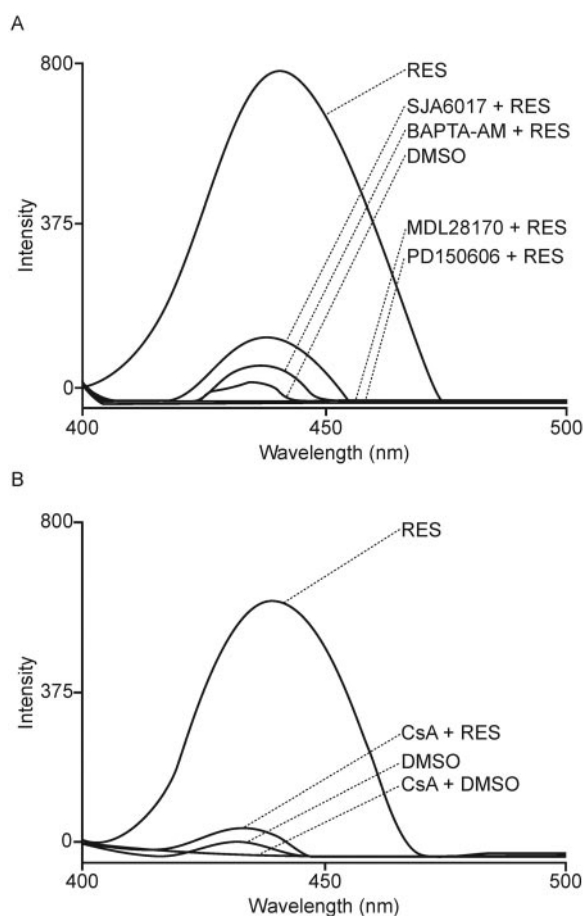 A
800
RES
SJA6017 + RES
BAPTA-AM + RES
DMSO
375
MDL28170 + RES
PD150606 + RES
Intensity
0
400
450
500
Wavelength (nm)
B
800
RES
375
CsA + RES
DMSO
CsA + DMSO
Intensity
0
400
450
500
Wavelength (nm)